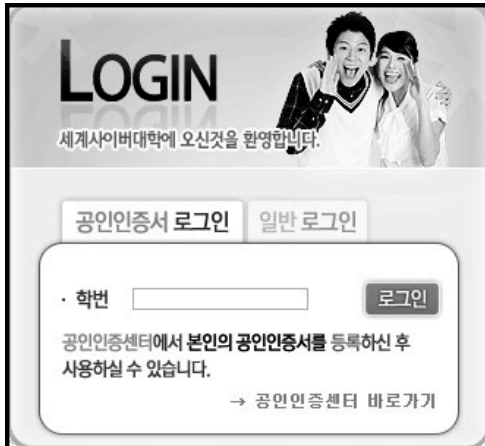 LOGIN
세계사이버대학에 오신것을 환영합니다.
공인인증서 로그인 일반 로그인
· 학번 로그인
공인인증센터에서 본인의 공인인증서를 등록하신 후
사용하실 수 있습니다.
→ 공인인증센터 바로가기